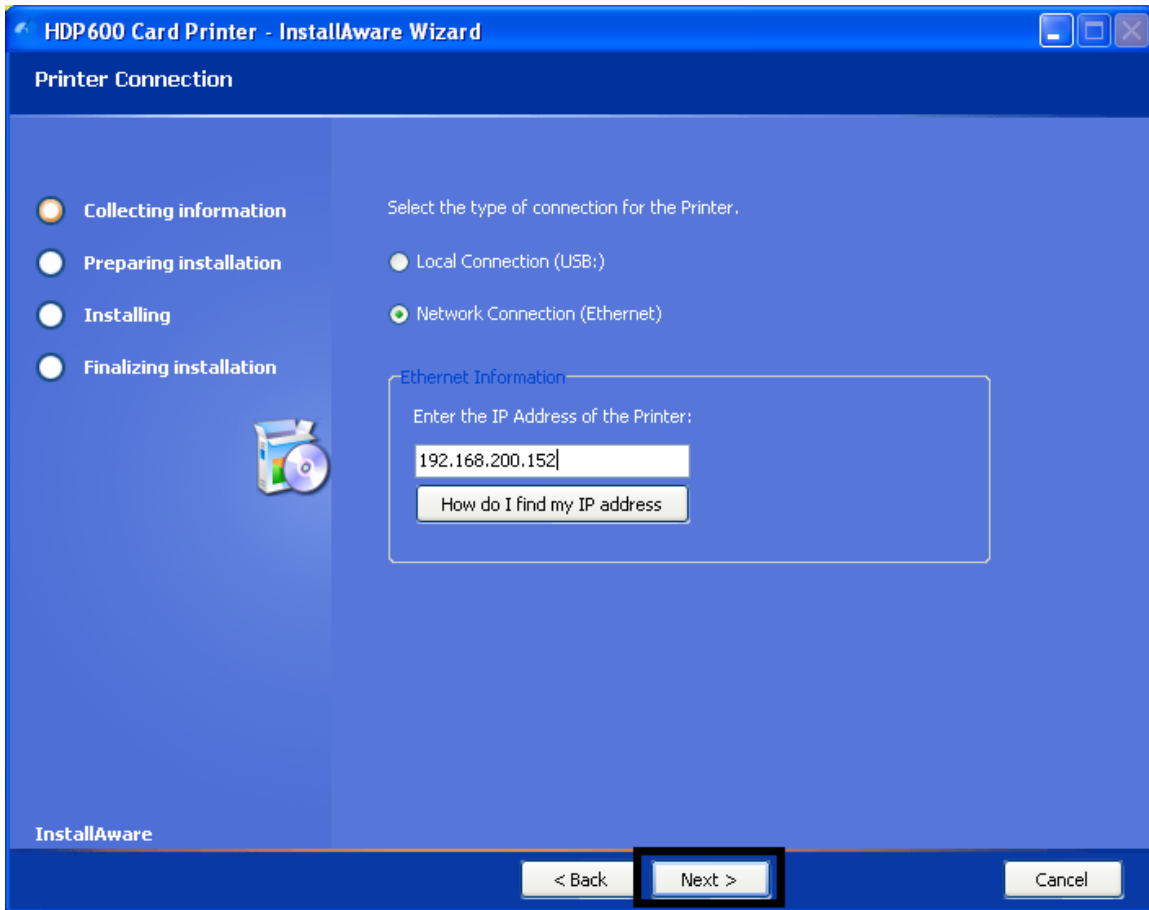 HDP600 Card Printer - InstallAware Wizard
Printer Connection
Collecting information
Preparing installation
Installing
Finalizing installation
Select the type of connection for the Printer.
Local Connection (USB:)
Network Connection (Ethernet)
Ethernet Information
Enter the IP Address of the Printer:
192.168.200.152
How do I find my IP address
InstallAware
< Back
Next >
Cancel